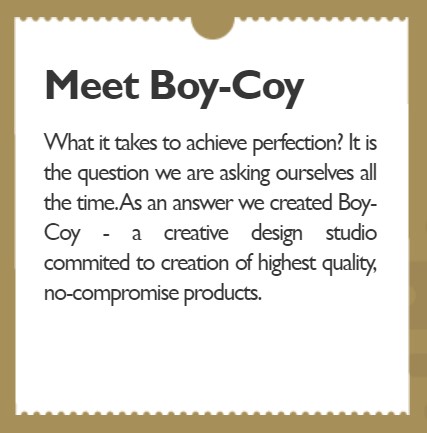 Meet Boy-Coy
What it takes to achieve perfection? It is
the question we are asking ourselves all
the time.As an answer we created Boy-
Coy - a creative design studio
commited to creation of highest quality,
no-compromise products.